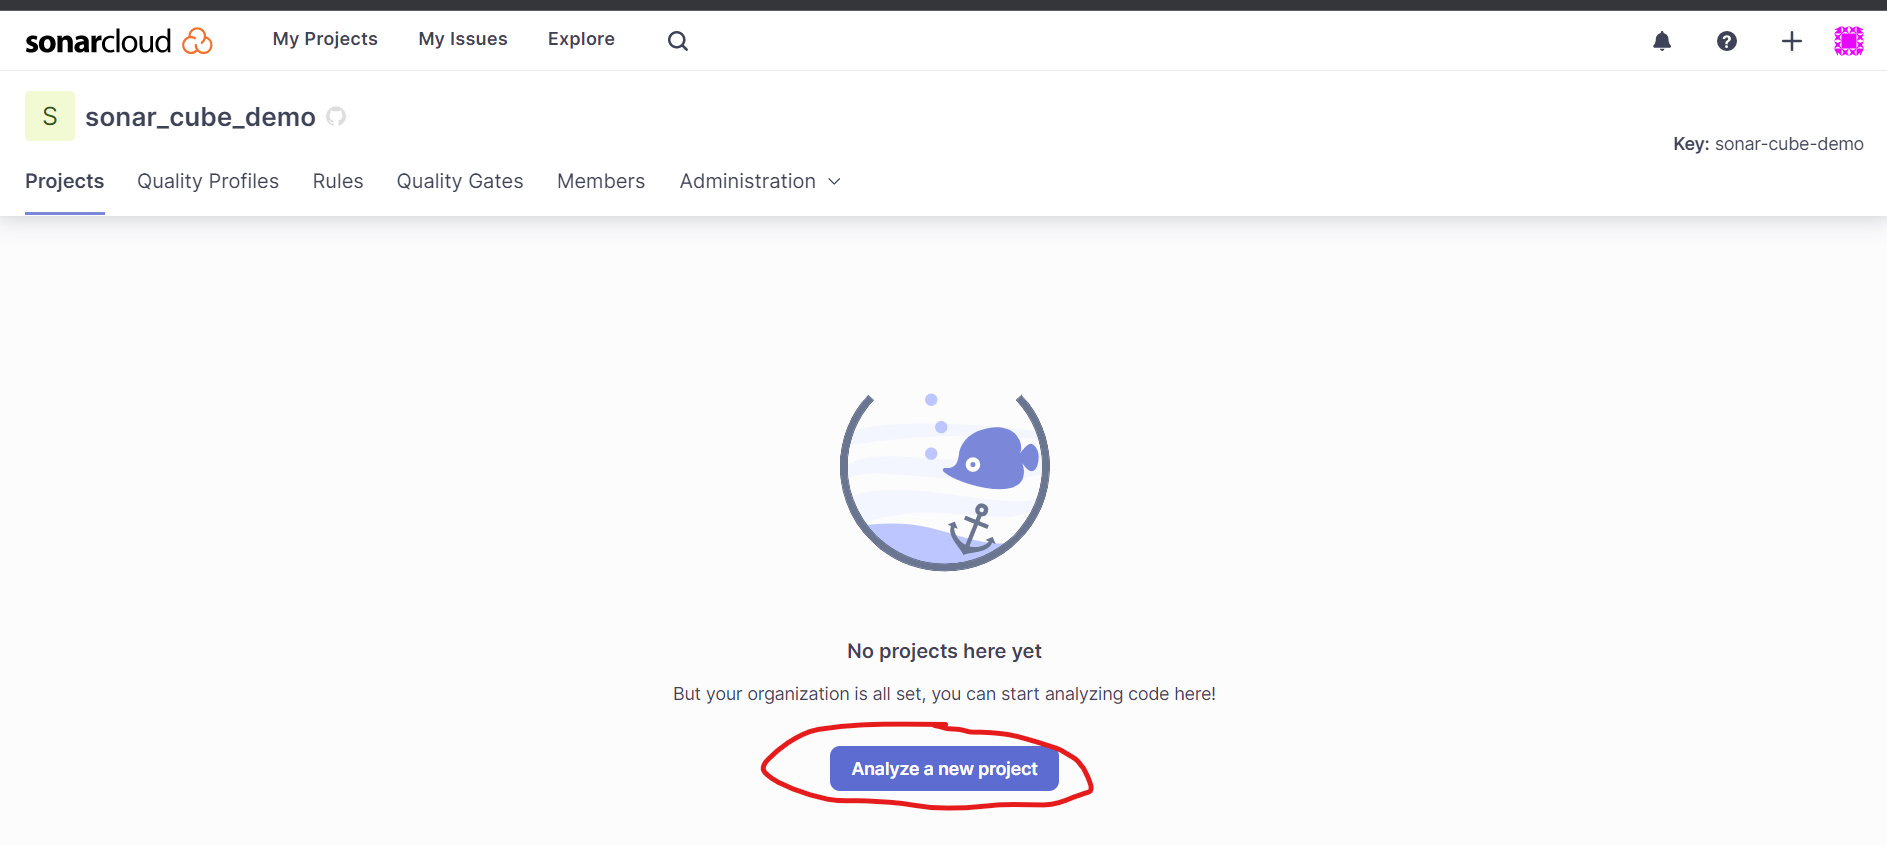 sonarcloud My Projects My Issues Explore
S sonar_cube_demo
Key: sonar-cube-demo
Projects Quality Profiles Rules Quality Gates Members Administration
No projects here yet
But your organization is all set, you can start analyzing code here!
Analyze a new project